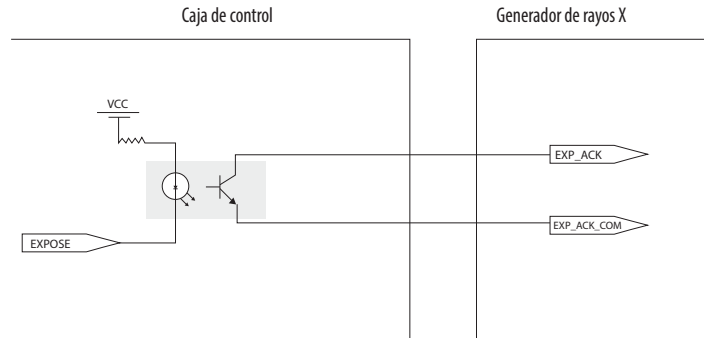 Caja de control
Generador de rayos X
VCC
EXP_ACK
EXP_ACK_COM
EXPOSE